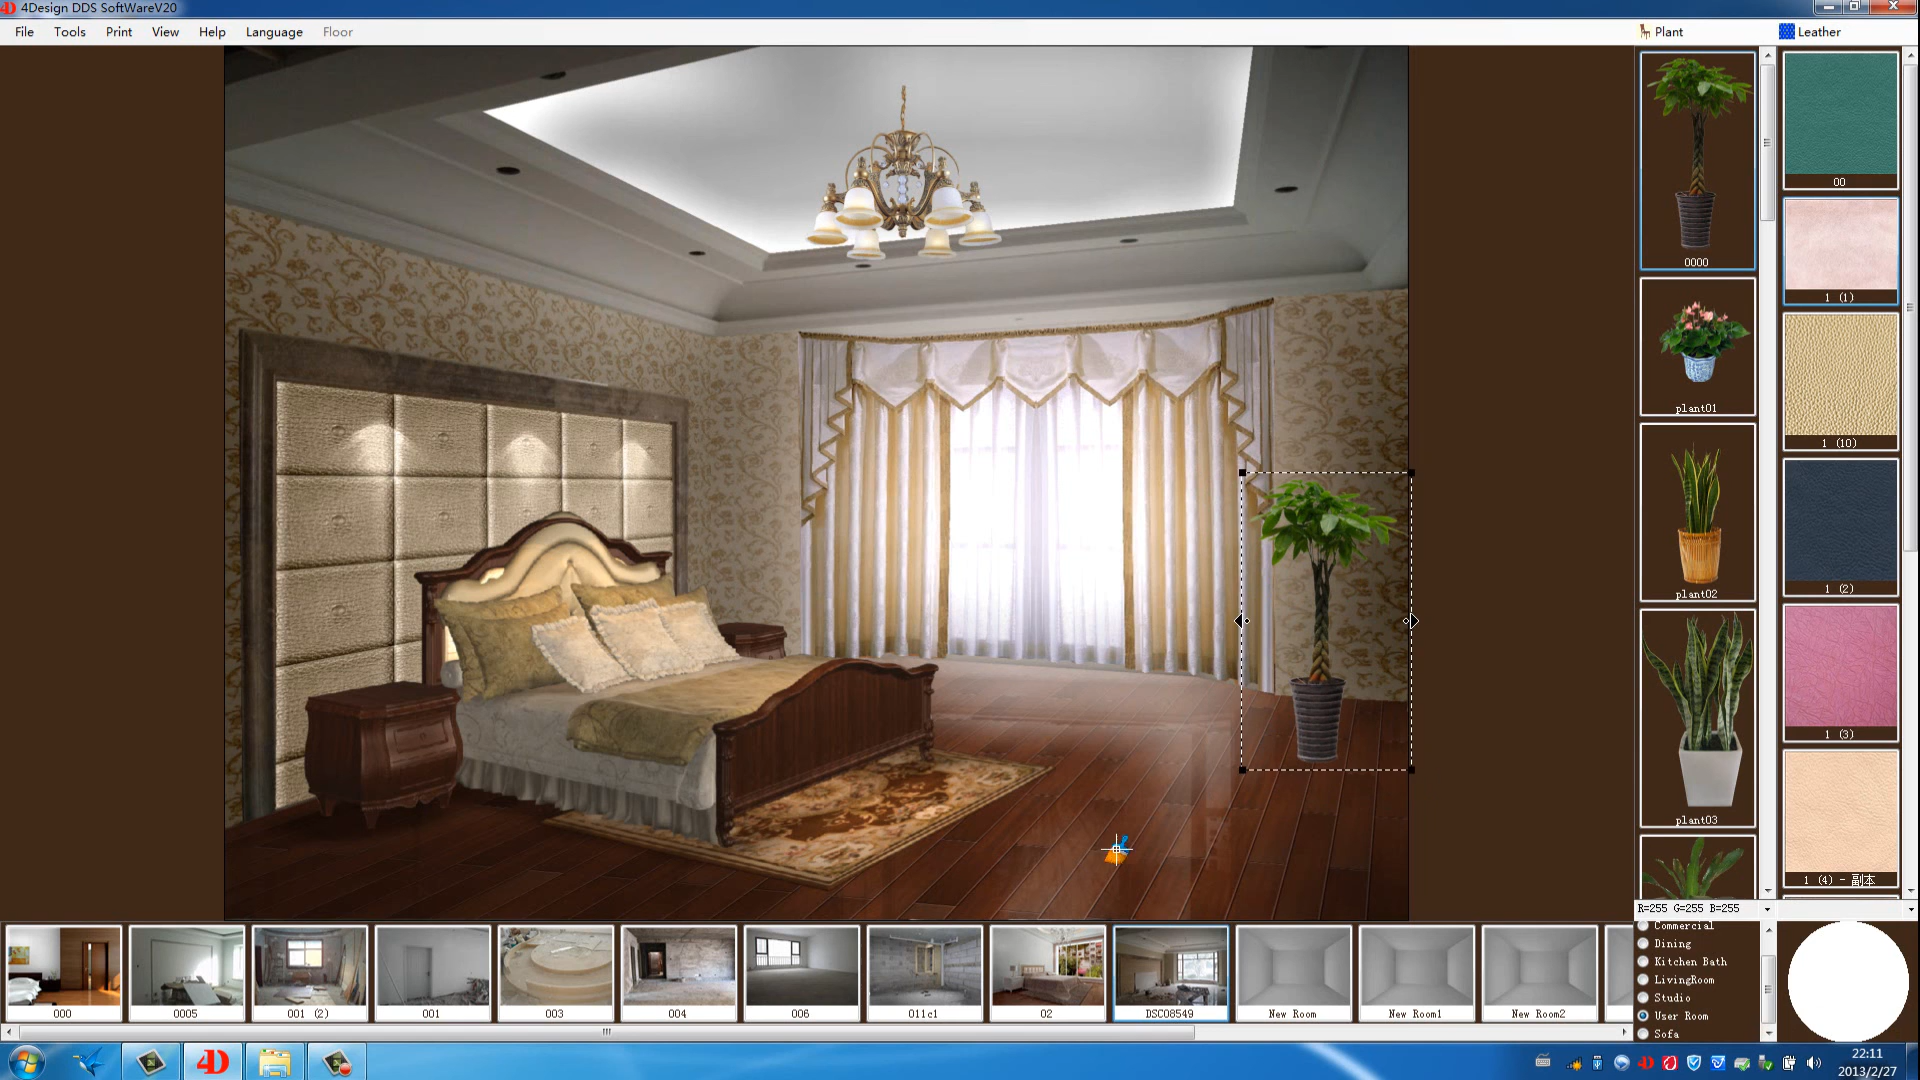 4D 4Design DDS SoftWareV20
File Tools Print View Help Language Floor
Plant
Leather
0000
plant01
plant02
plant03
00
1 (1)
1 (10)
1 (2)
1 (3)
1 (4) - 副本
R=255 G=255 B=255
Commercial
Dining
Kitchen Bath
LivingRoom
Studio
User Room
Sofa
000
0005
001 (2)
001
003
004
006
011c1
02
DSC08549
New Room
New Room1
New Room2
4D
22:11
2013/2/27